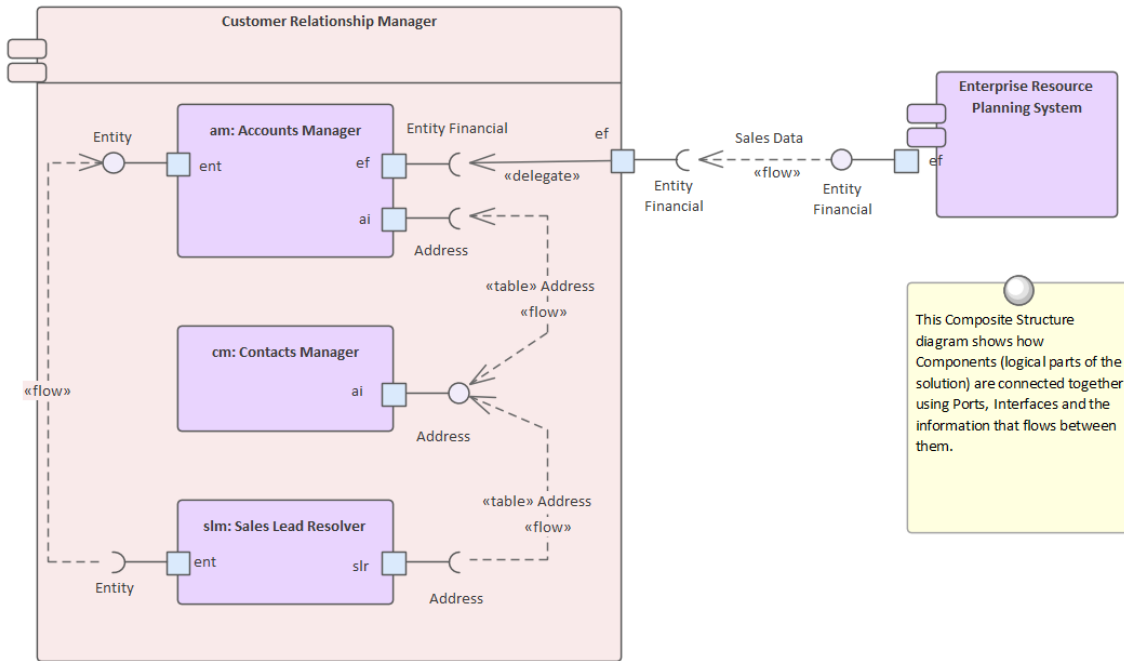 Customer Relationship Manager
Entity
am: Accounts Manager
ent
ef
ai
Entity Financial
«delegate»
Address
ef
Entity
Financial
Sales Data
«flow»
Entity
Financial
Enterprise Resource
Planning System
ef
«table» Address
«flow»
cm: Contacts Manager
ai
Address
«flow»
«table» Address
«flow»
slm: Sales Lead Resolver
ent
slr
Entity
Address
This Composite Structure
diagram shows how
Components (logical parts of the
solution) are connected together
using Ports, Interfaces and the
information that flows between
them.